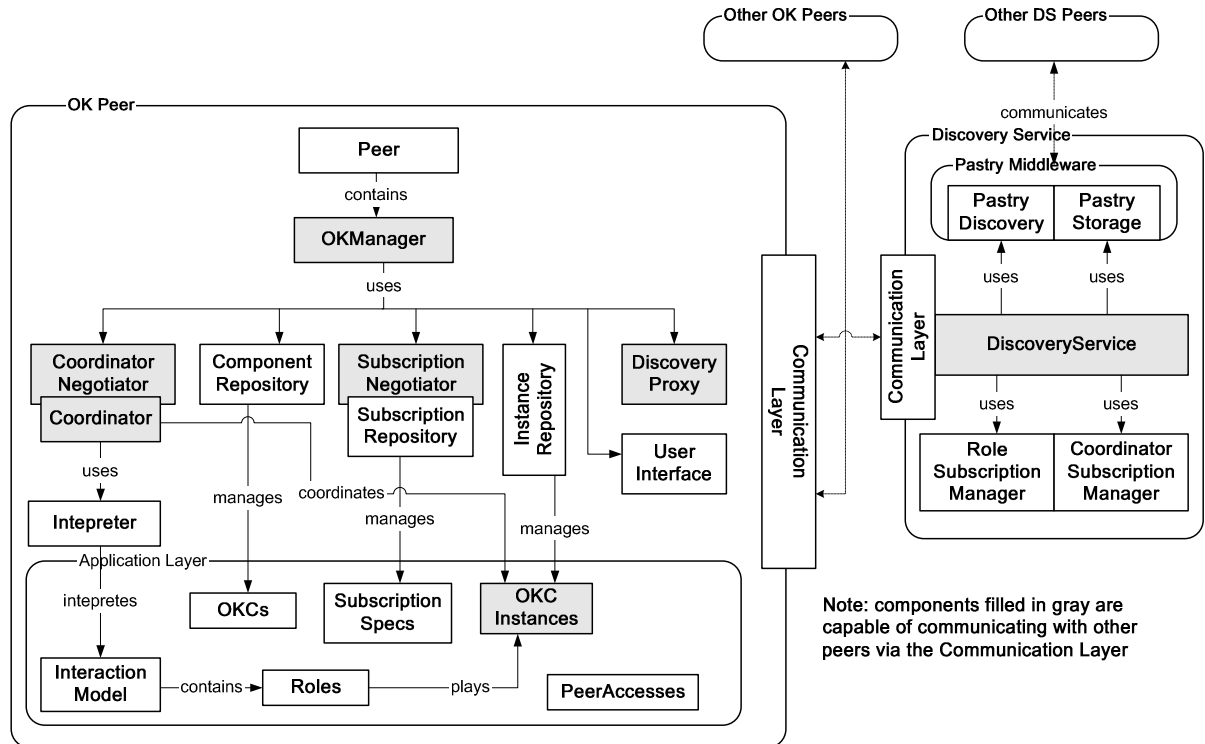 Other OK Peers
Other DS Peers
OK Peer
communicates
Discovery Service
Pastry Middleware
Pastry
Discovery
Pastry
Storage
Peer
contains
OKManager
uses
uses
uses
Communication
Layer
DiscoveryService
Coordinator
Negotiator
Component
Repository
Subscription
Negotiator
Instance
Repository
Discovery
Proxy
Communication
Layer
Coordinator
Subscription
Repository
uses
uses
User
Interface
Role
Subscription
Manager
Coordinator
Subscription
Manager
uses
manages
coordinates
manages
manages
Intepreter
Application Layer
intepretes
OKCs
Subscription
Specs
OKC
Instances
Note: components filled in gray are
capable of communicating with other
peers via the Communication Layer
Interaction
Model
contains
Roles
plays
PeerAccesses